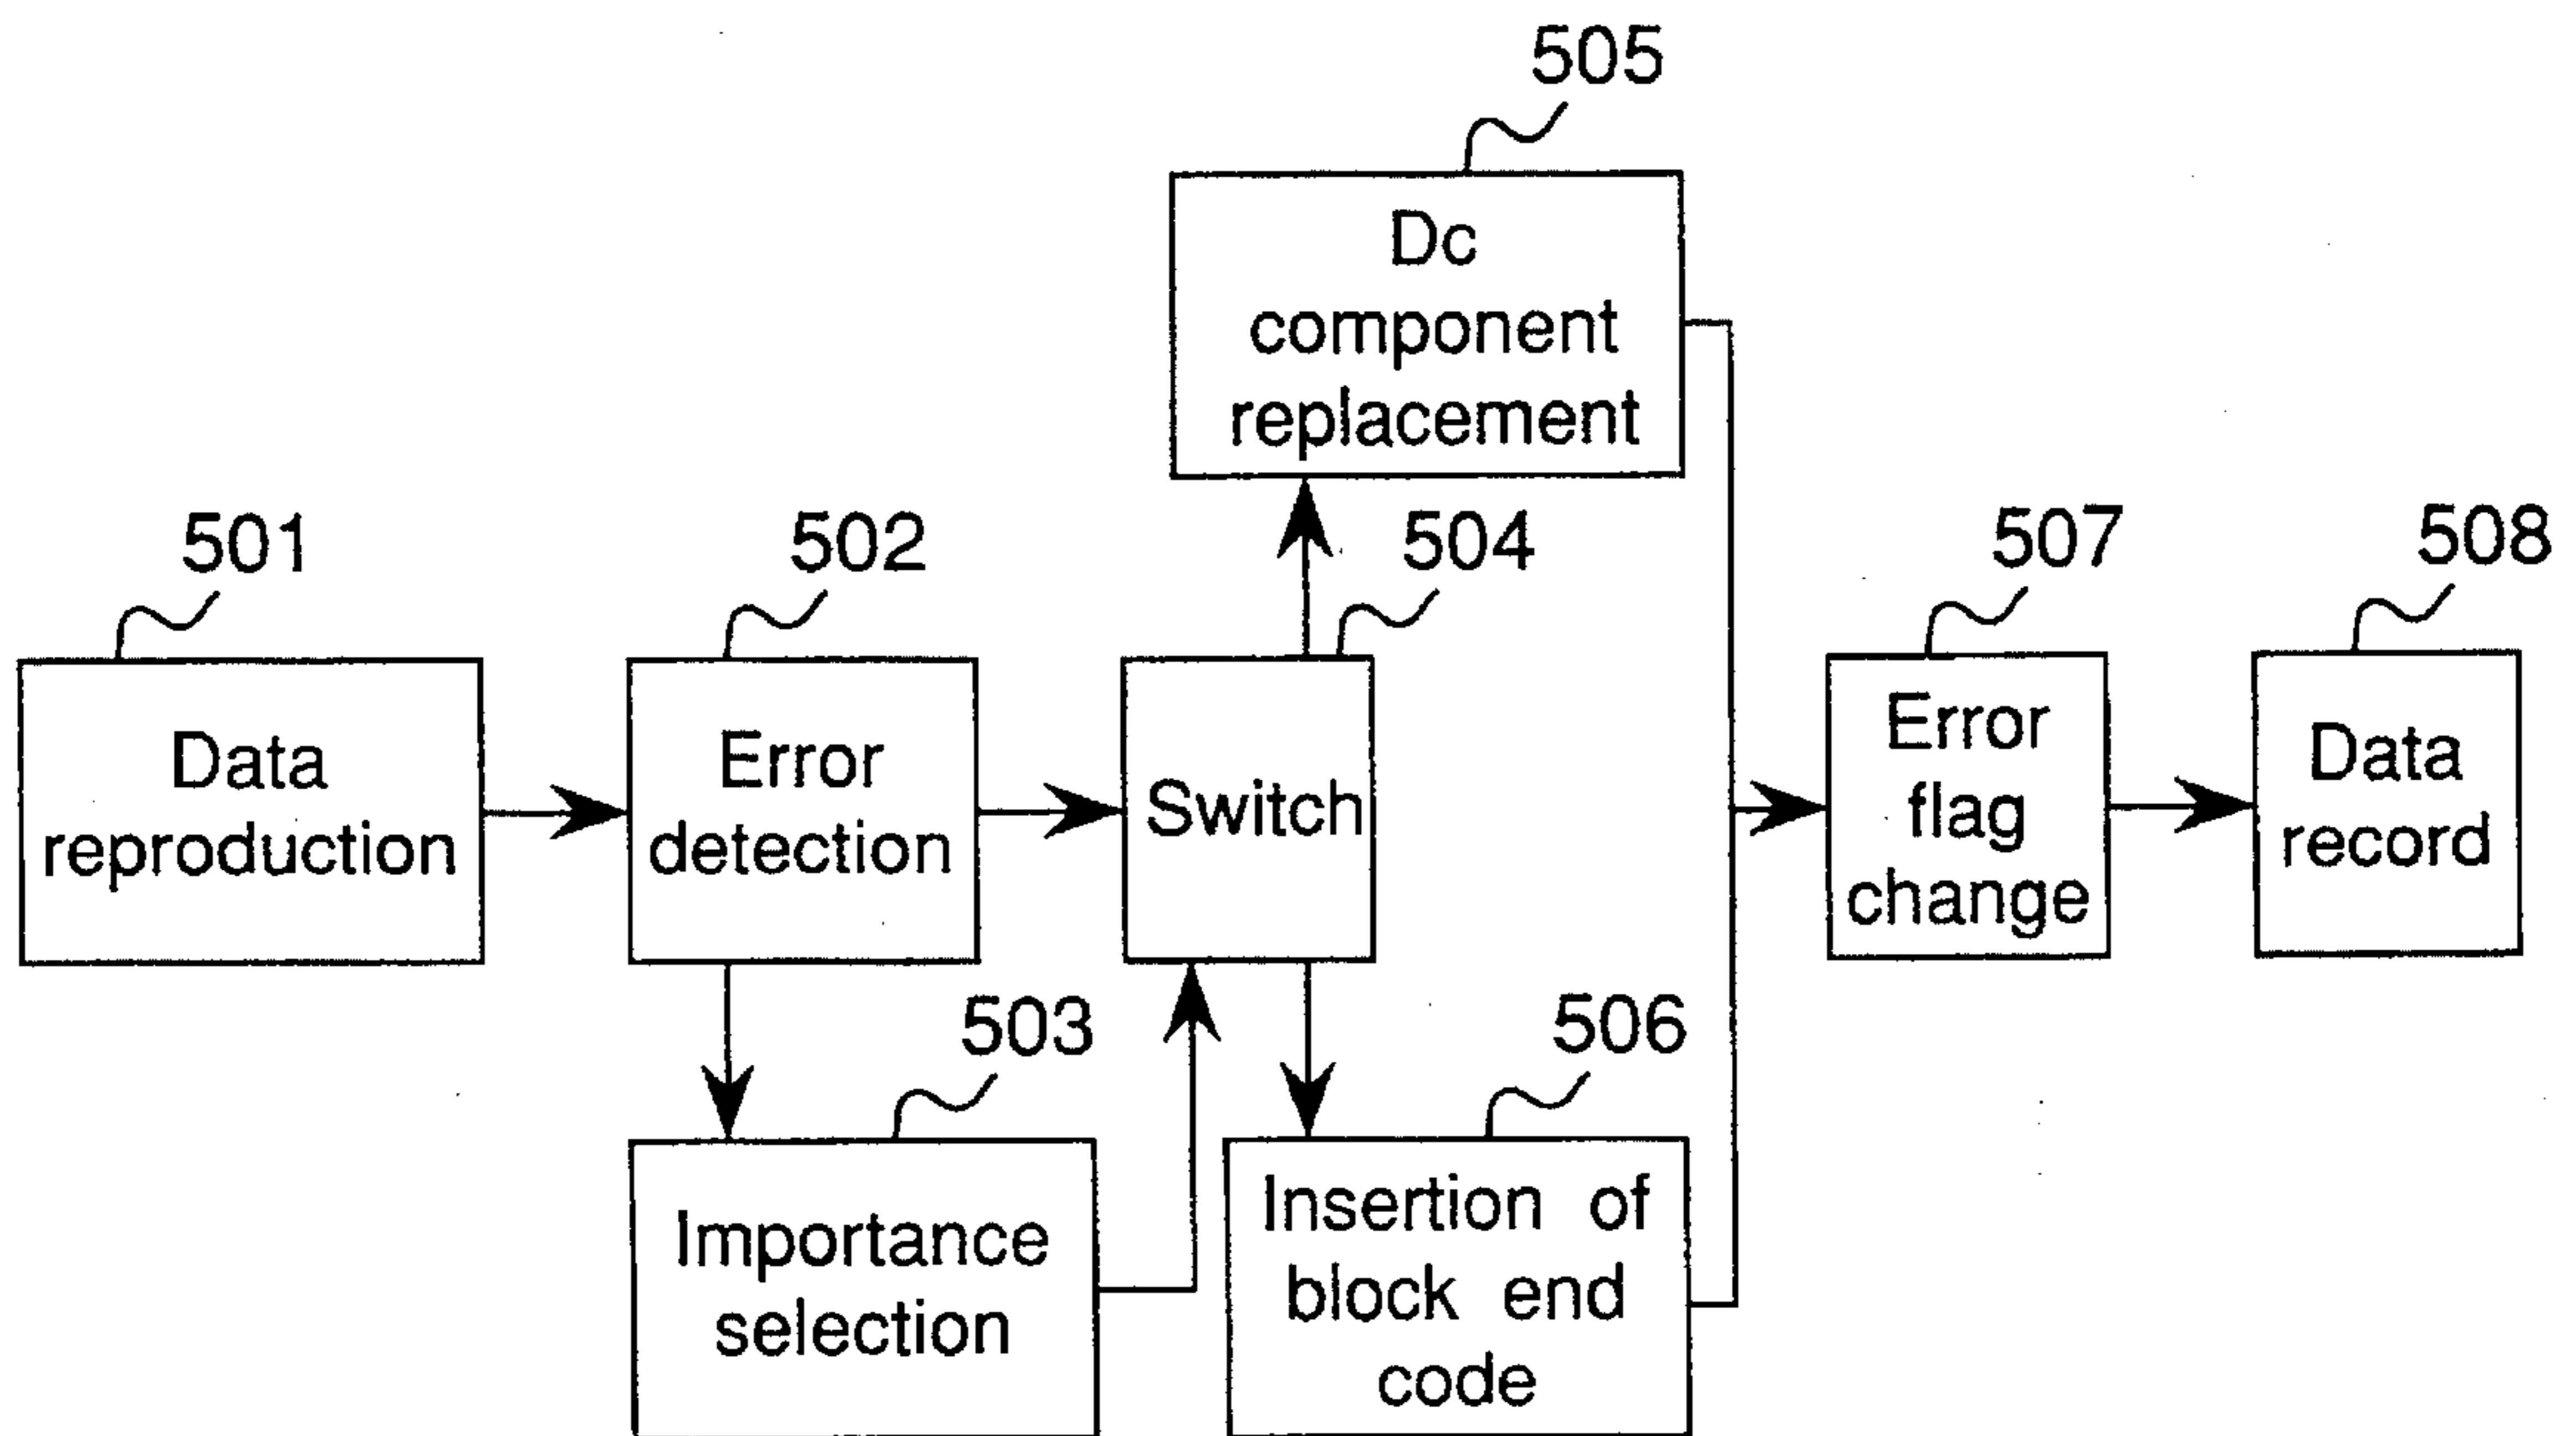 505
Dc
component
replacement
501
502
504
507
508
Data
reproduction
Error
detection
Switch
Error
flag
change
Data
record
503
506
Importance
selection
Insertion of
block end
code